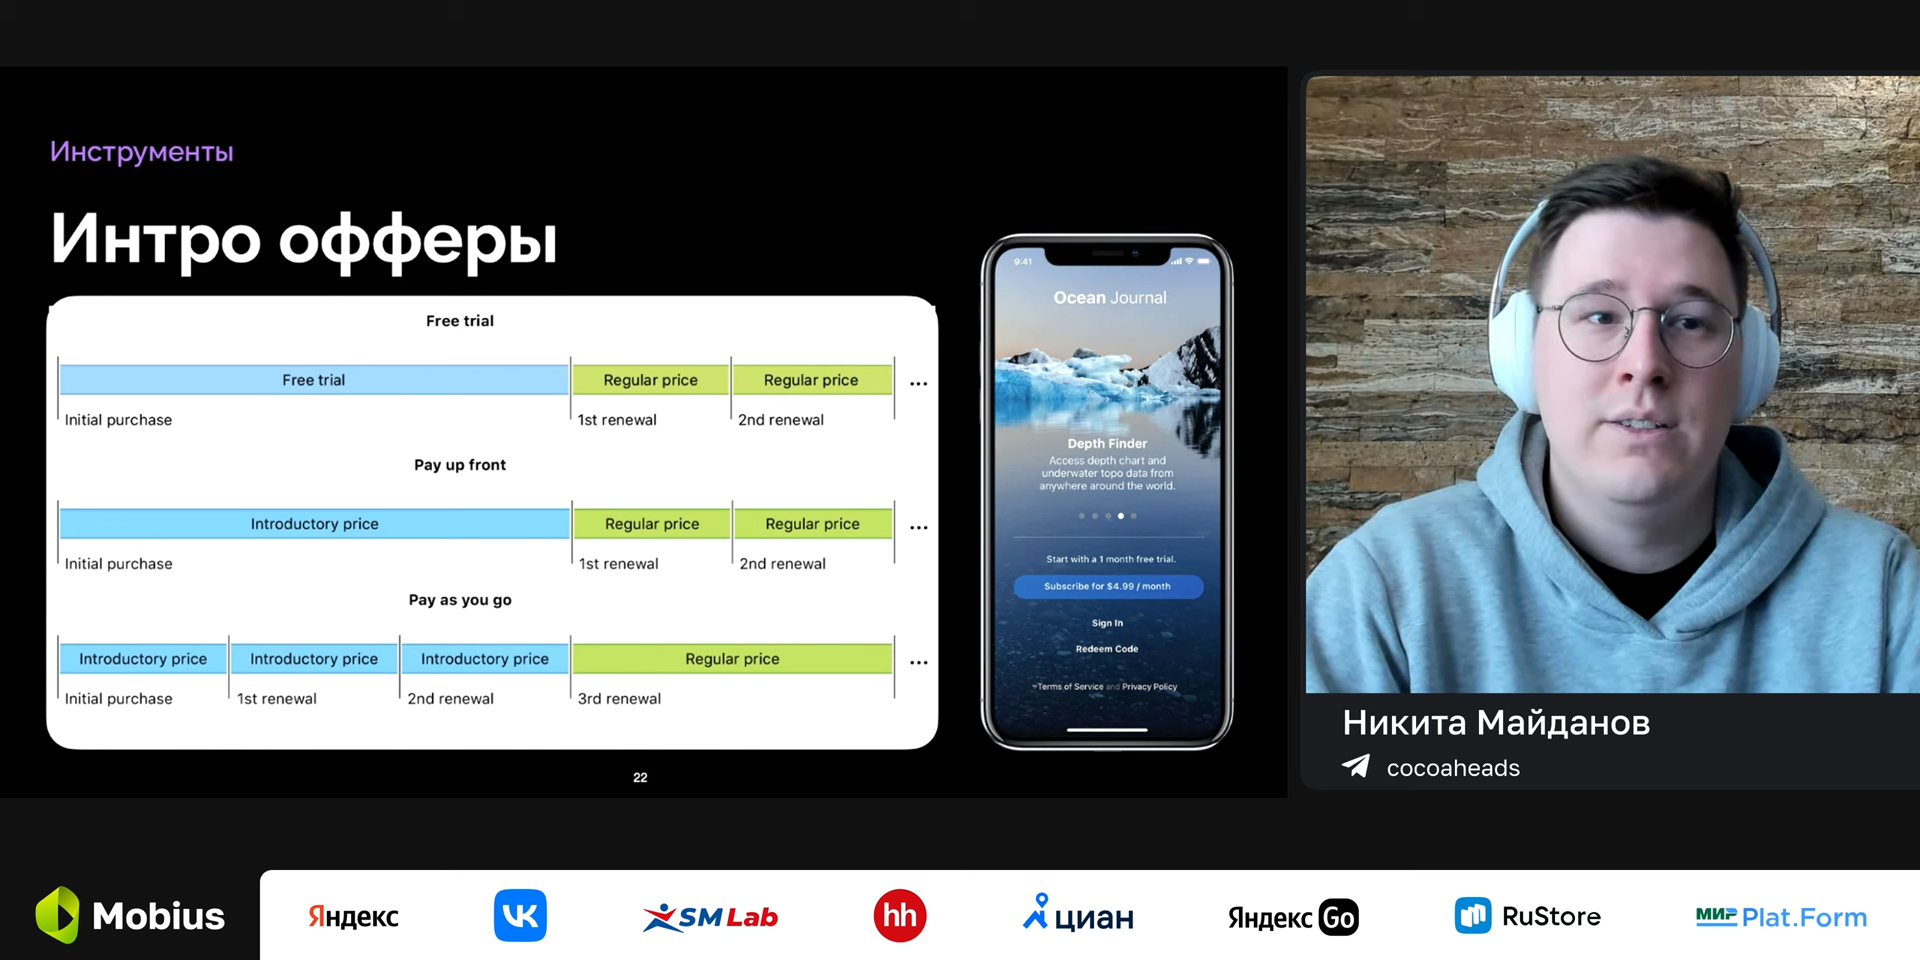 Инструменты
Интро офферы
Free trial
Free trial
Regular price
Regular price
...
Initial purchase
1st renewal
2nd renewal
Pay up front
Introductory price
Regular price
Regular price
...
Initial purchase
1st renewal
2nd renewal
Pay as you go
Introductory price
Introductory price
Introductory price
Regular price
...
Initial purchase
1st renewal
2nd renewal
3rd renewal
22
9:41
Ocean Journal
Depth Finder
Access depth chart and
underwater topo data from
anywhere around the world.
Start with a 1 month free trial.
Subscribe for $4.99 / month
Sign In
Redeem Code
Terms of Service and Privacy Policy
Никита Майданов
cocoaheads
Mobius
Яндекс
VK
SM Lab
hh
циан
Яндекс Go
RuStore
МИР Plat.Form